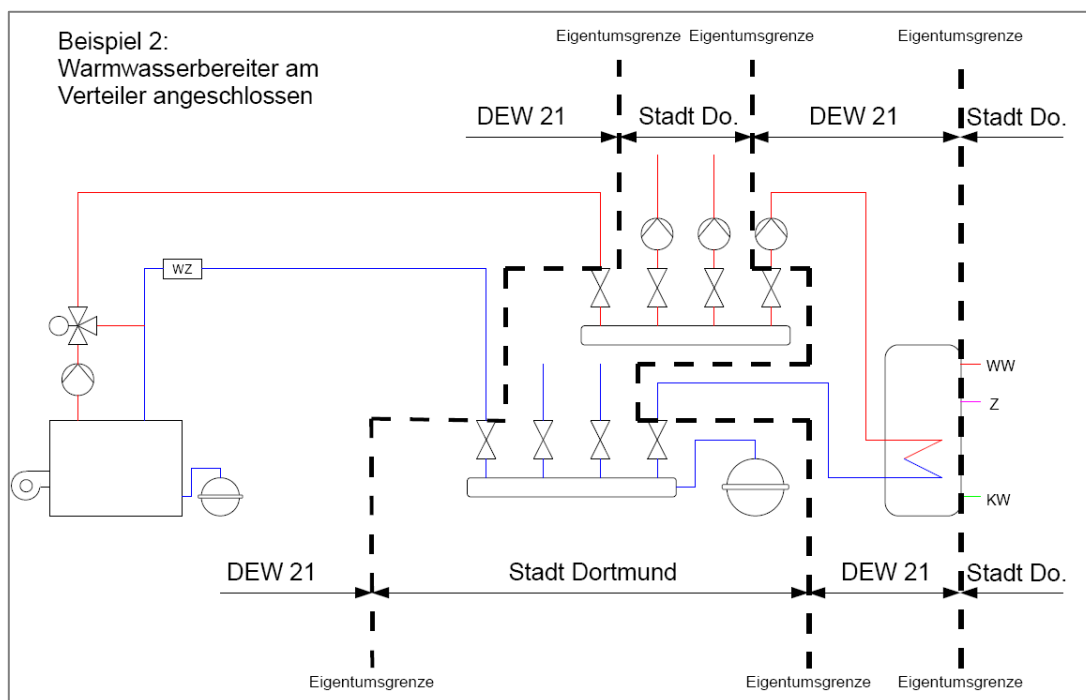 Beispiel 2:
Warmwasserbereiter am
Verteiler angeschlossen
Eigentumsgrenze Eigentumsgrenze Eigentumsgrenze
DEW 21 Stadt Do. DEW 21 Stadt Do.
WZ
WW
Z
KW
DEW 21 Stadt Dortmund DEW 21 Stadt Do.
Eigentumsgrenze Eigentumsgrenze Eigentumsgrenze